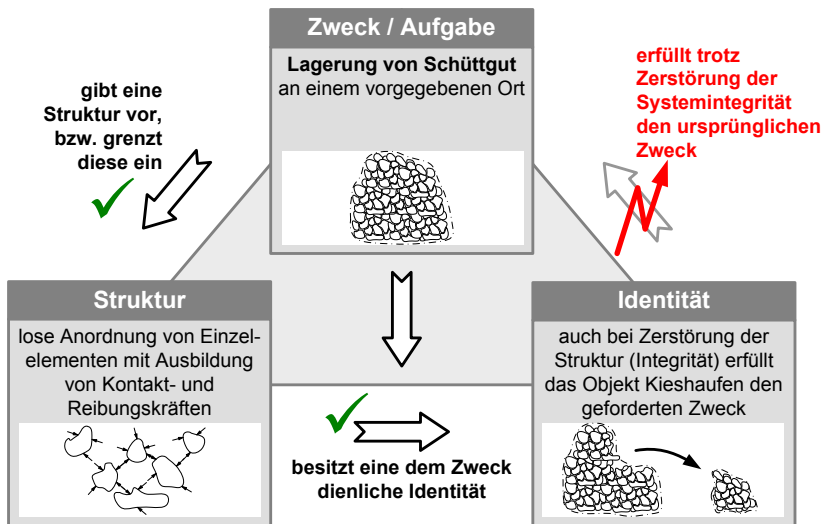 Zweck / Aufgabe
Lagerung von Schüttgut
an einem vorgegebenen Ort
gibt eine
Struktur vor,
bzw. grenzt
diese ein
erfüllt trotz
Zerstörung der
Systemintegrität
den ursprünglichen
Zweck
Struktur
lose Anordnung von Einzel-
elementen mit Ausbildung
von Kontakt- und
Reibungskräften
besitzt eine dem Zweck
dienliche Identität
Identität
auch bei Zerstörung der
Struktur (Integrität) erfüllt
das Objekt Kieshaufen den
geforderten Zweck